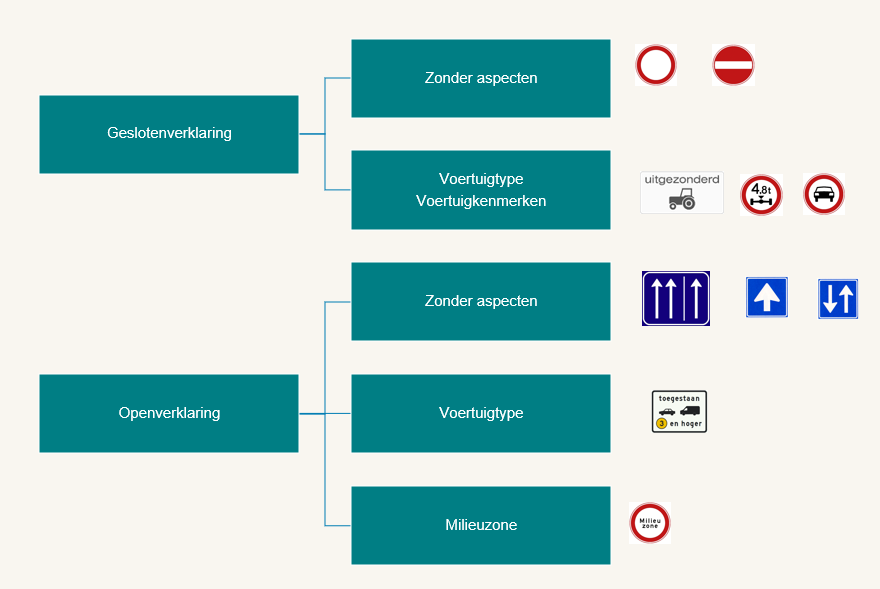 Geslotenverklaring
Zonder aspecten
Voertuigtype
Voertuigkenmerken
uitgezonderd
4,8t
Openverklaring
Zonder aspecten
Voertuigtype
toegestaan
3 en hoger
Milieuzone
Milieu
zone